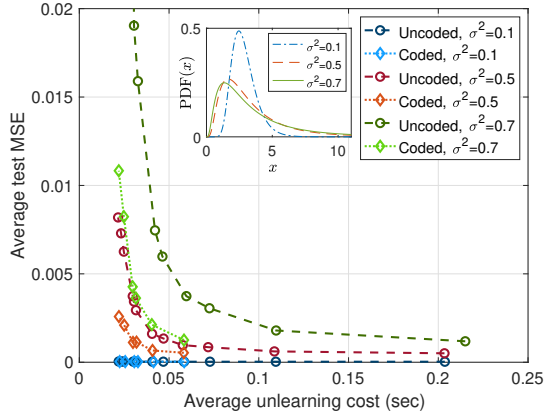 0.02
0.015
0.01
0.005
0
Average test MSE
0
0.05
0.1
0.15
0.2
0.25
Average unlearning cost (sec)
0.5
0
PDF(x)
0
5
10
x
σ²=0.1
σ²=0.5
σ²=0.7
Uncoded, σ²=0.1
Coded, σ²=0.1
Uncoded, σ²=0.5
Coded, σ²=0.5
Uncoded, σ²=0.7
Coded, σ²=0.7